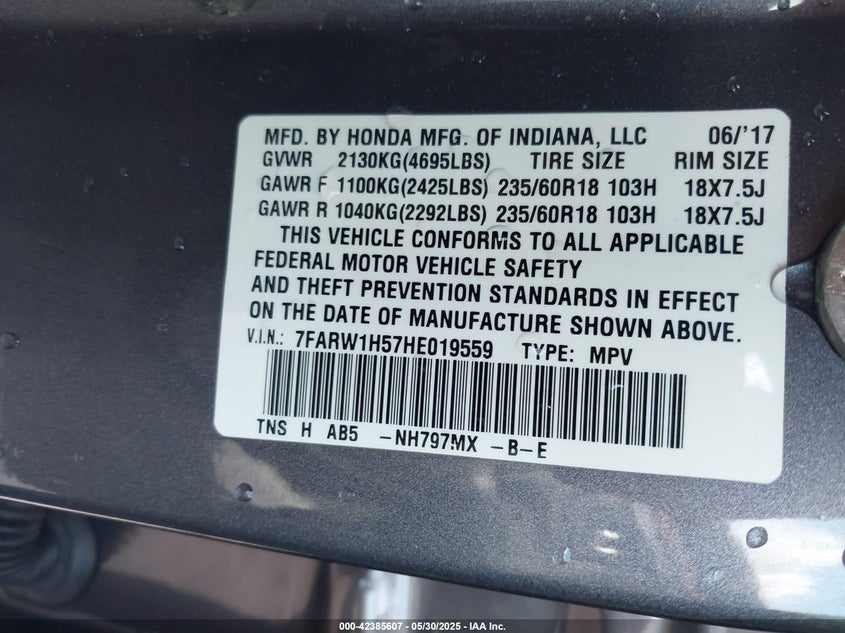 MFD. BY HONDA MFG. OF INDIANA, LLC 06/'17
GVWR 2130KG(4695LBS) TIRE SIZE RIM SIZE
GAWR F 1100KG(2425LBS) 235/60R18 103H 18X7.5J
GAWR R 1040KG(2292LBS) 235/60R18 103H 18X7.5J
THIS VEHICLE CONFORMS TO ALL APPLICABLE
FEDERAL MOTOR VEHICLE SAFETY
AND THEFT PREVENTION STANDARDS IN EFFECT
ON THE DATE OF MANUFACTURE SHOWN ABOVE.
V.I.N.: 7FARW1H57HE019559 TYPE: MPV
TNS H AB5 -NH797MX -B-E
000-42385607 - 05/30/2025 - IAA Inc.